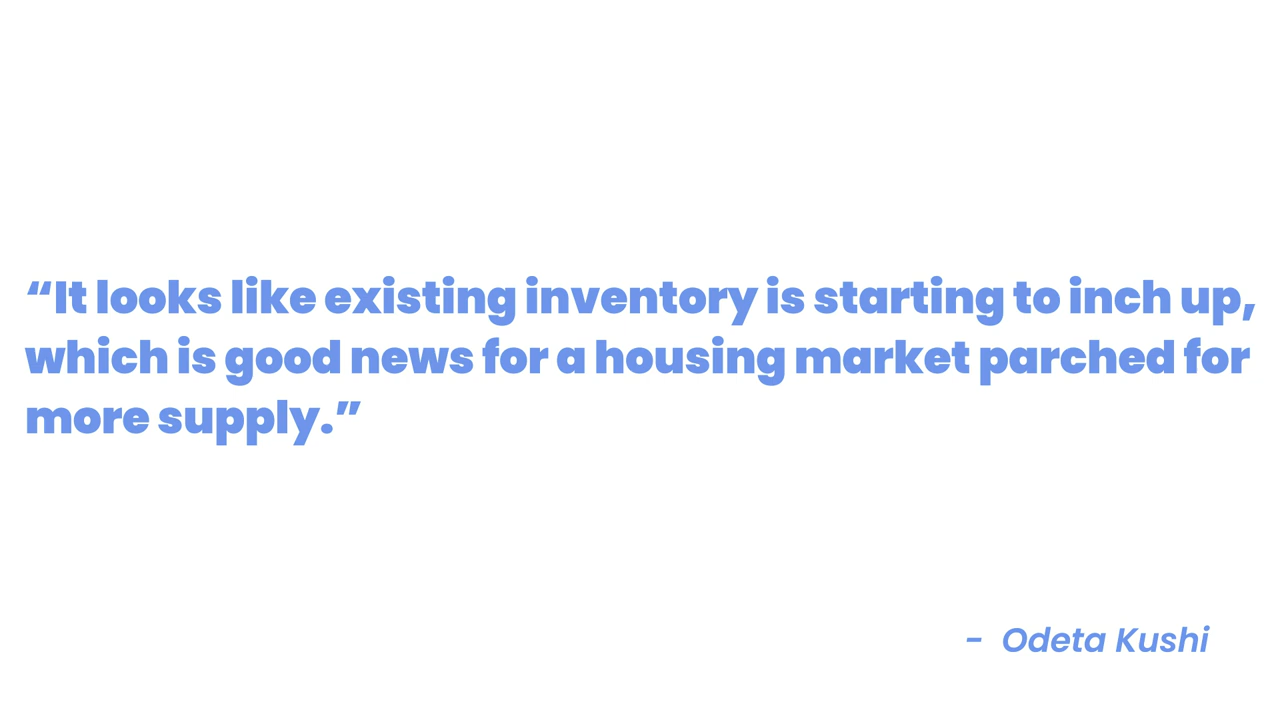 “It looks like existing inventory is starting to inch up,
which is good news for a housing market parched for
more supply.”
- Odeta Kushi